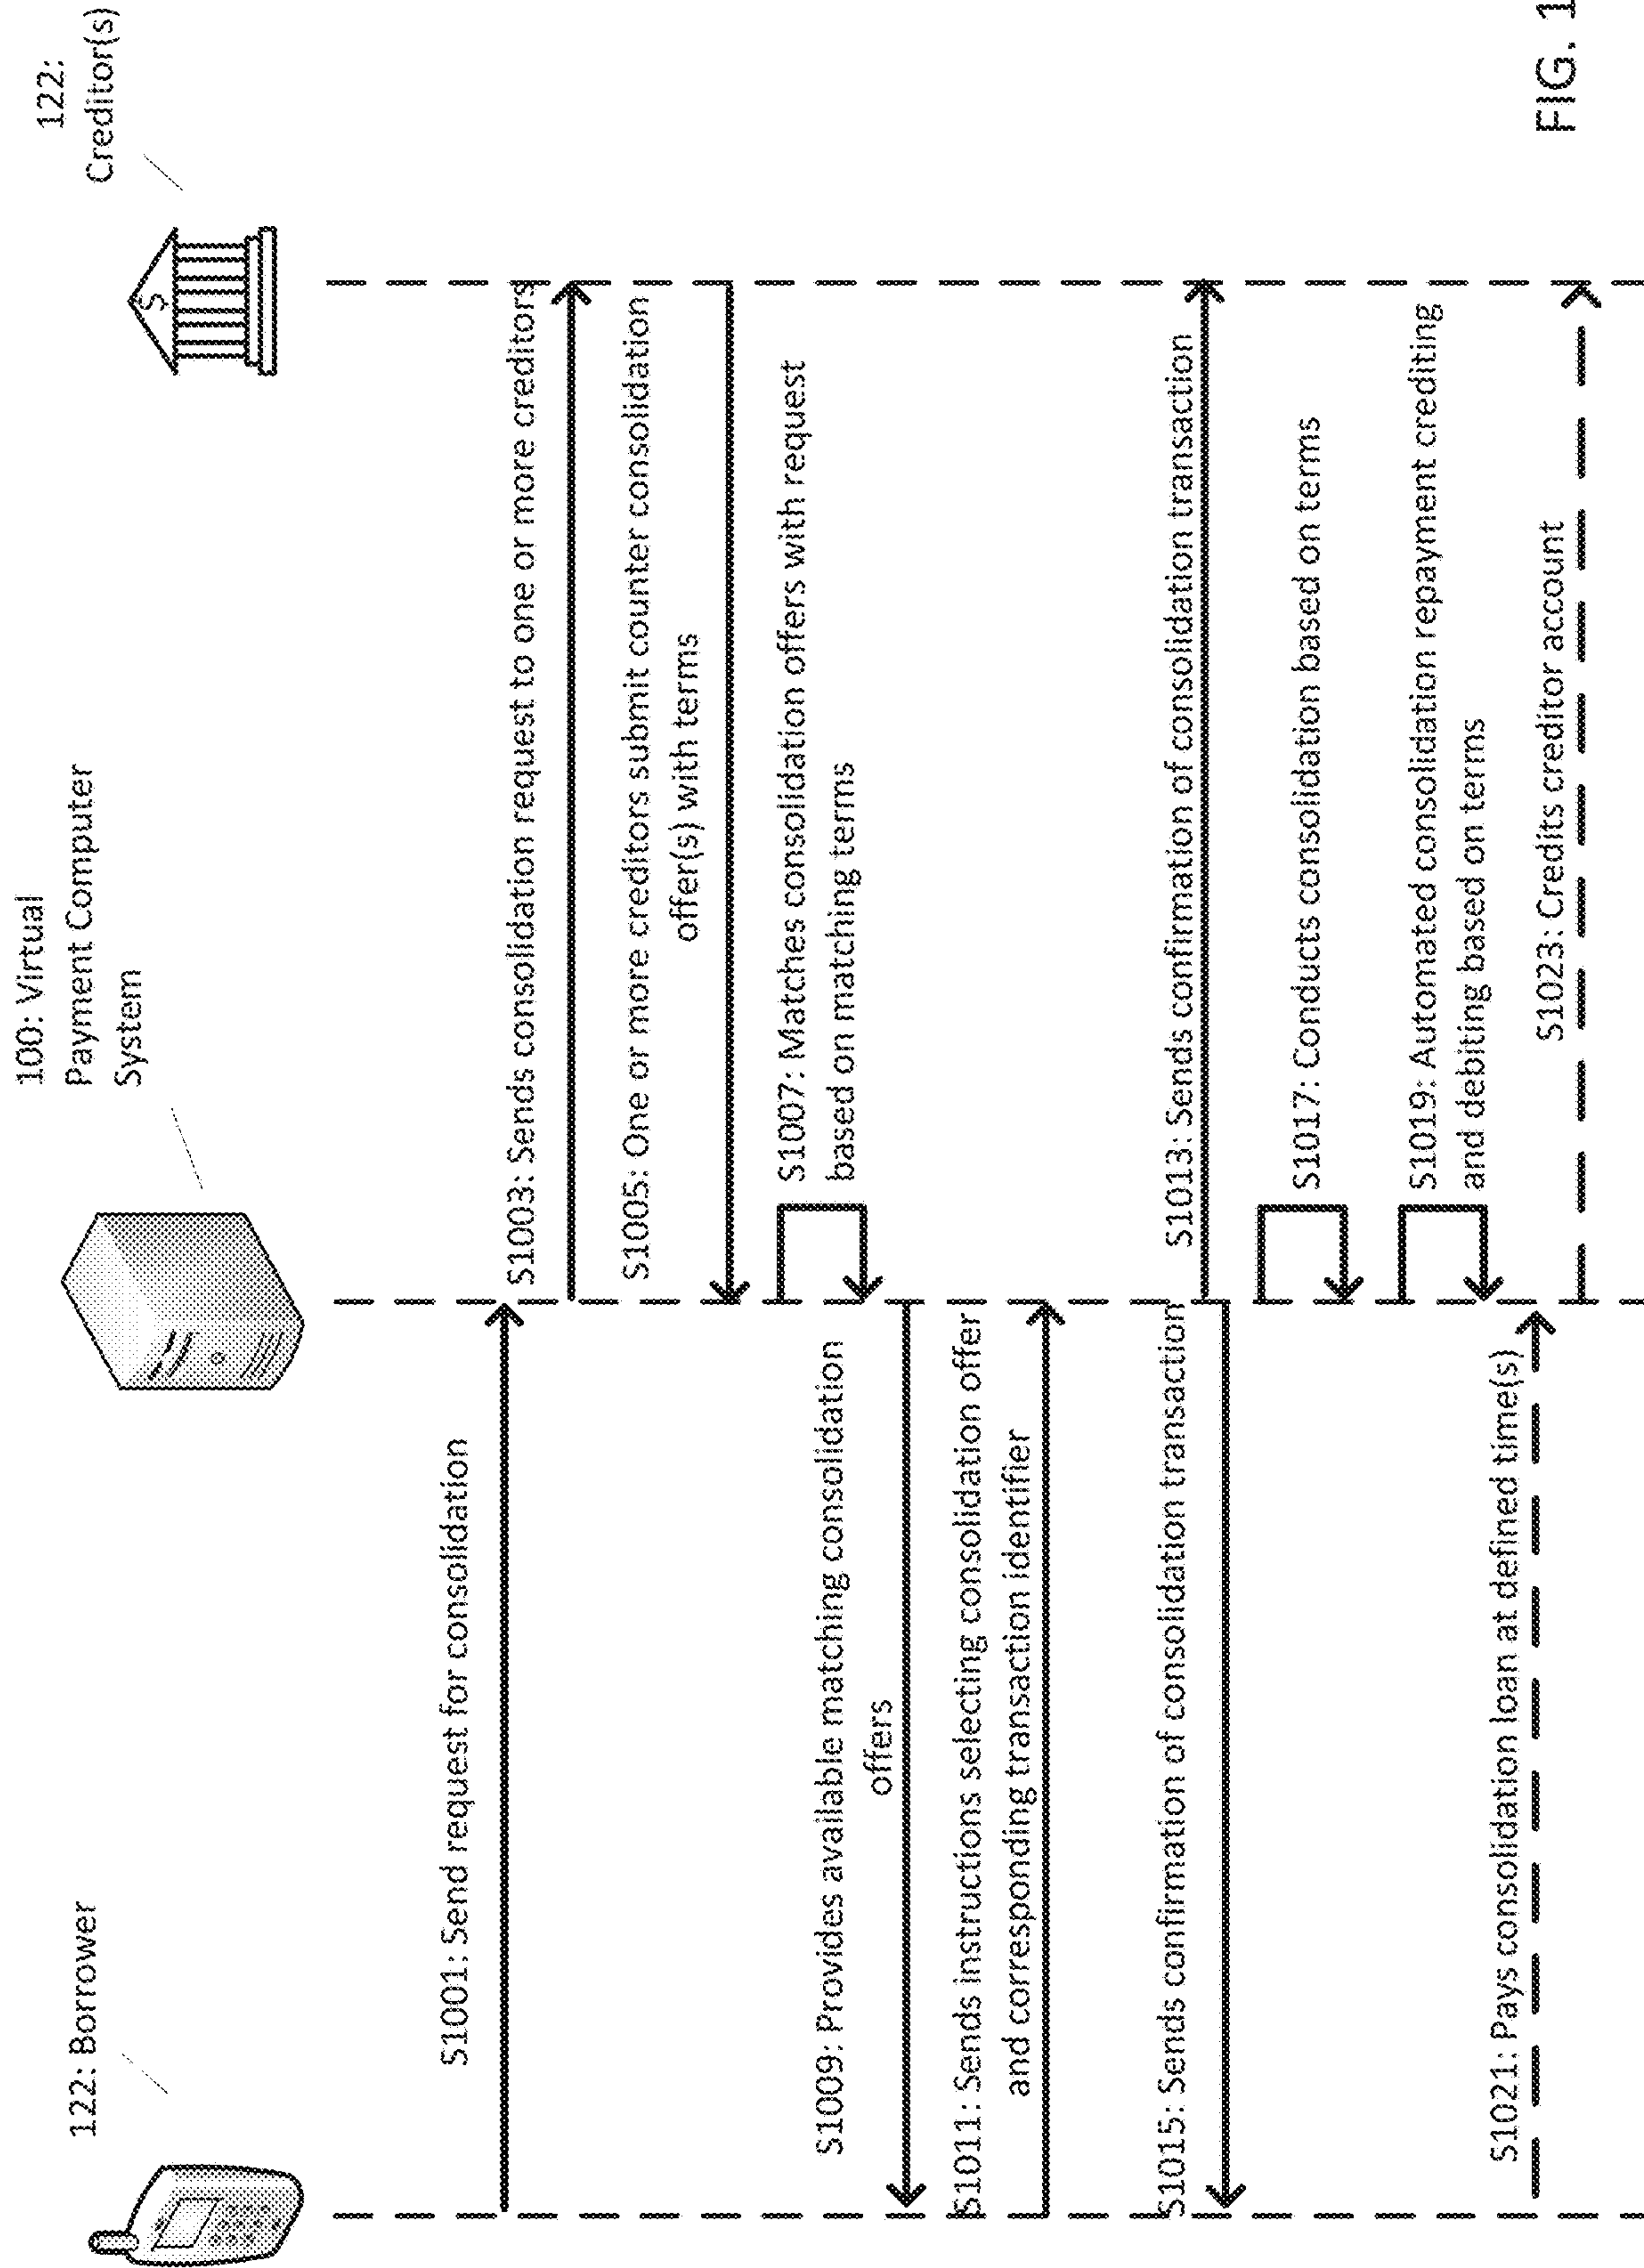 122: Borrower
100: Virtual
Payment Computer
System
122:
Creditor(s)
S1001: Send request for consolidation
S1003: Sends consolidation request to one or more creditors
S1005: One or more creditors submit counter consolidation
offer(s) with terms
S1007: Matches consolidation offers with request
based on matching terms
S1009: Provides available matching consolidation
offers
S1011: Sends instructions selecting consolidation offer
and corresponding transaction identifier
S1013: Sends confirmation of consolidation transaction
S1015: Sends confirmation of consolidation transaction
S1017: Conducts consolidation based on terms
S1019: Automated consolidation repayment crediting
and debiting based on terms
S1021: Pays consolidation loan at defined time(s)
S1023: Credits creditor account
$
FIG. 1